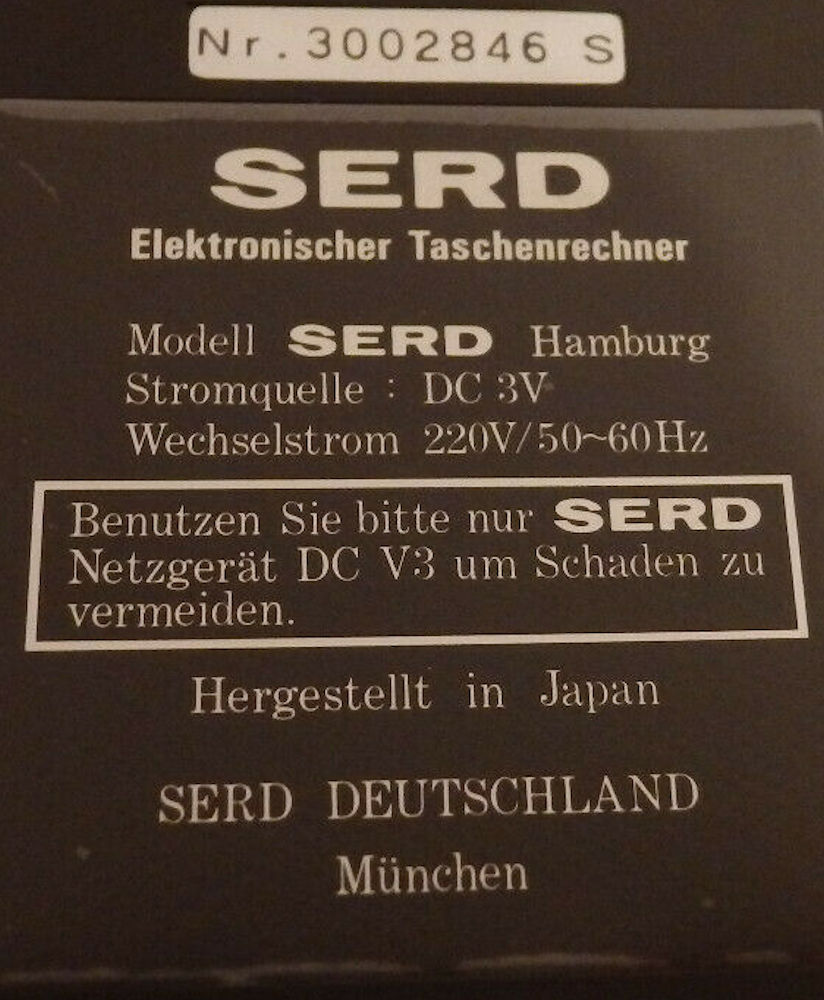 Nr.3002846 S
SERD
Elektronischer Taschenrechner
Modell SERD Hamburg
Stromquelle : DC 3V
Wechselstrom 220V/50~60Hz
Benutzen Sie bitte nur SERD
Netzgerät DC V3 um Schaden zu
vermeiden.
Hergestellt in Japan
SERD DEUTSCHLAND
München